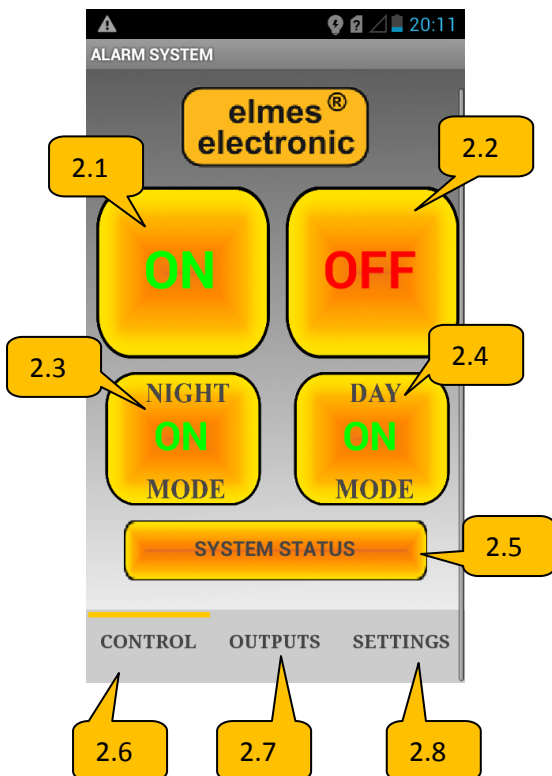 20:11
ALARM SYSTEM
elmes ®
electronic
2.1
2.2
ON
OFF
2.3
2.4
NIGHT
ON
MODE
DAY
ON
MODE
SYSTEM STATUS
2.5
CONTROL OUTPUTS SETTINGS
2.6 2.7 2.8